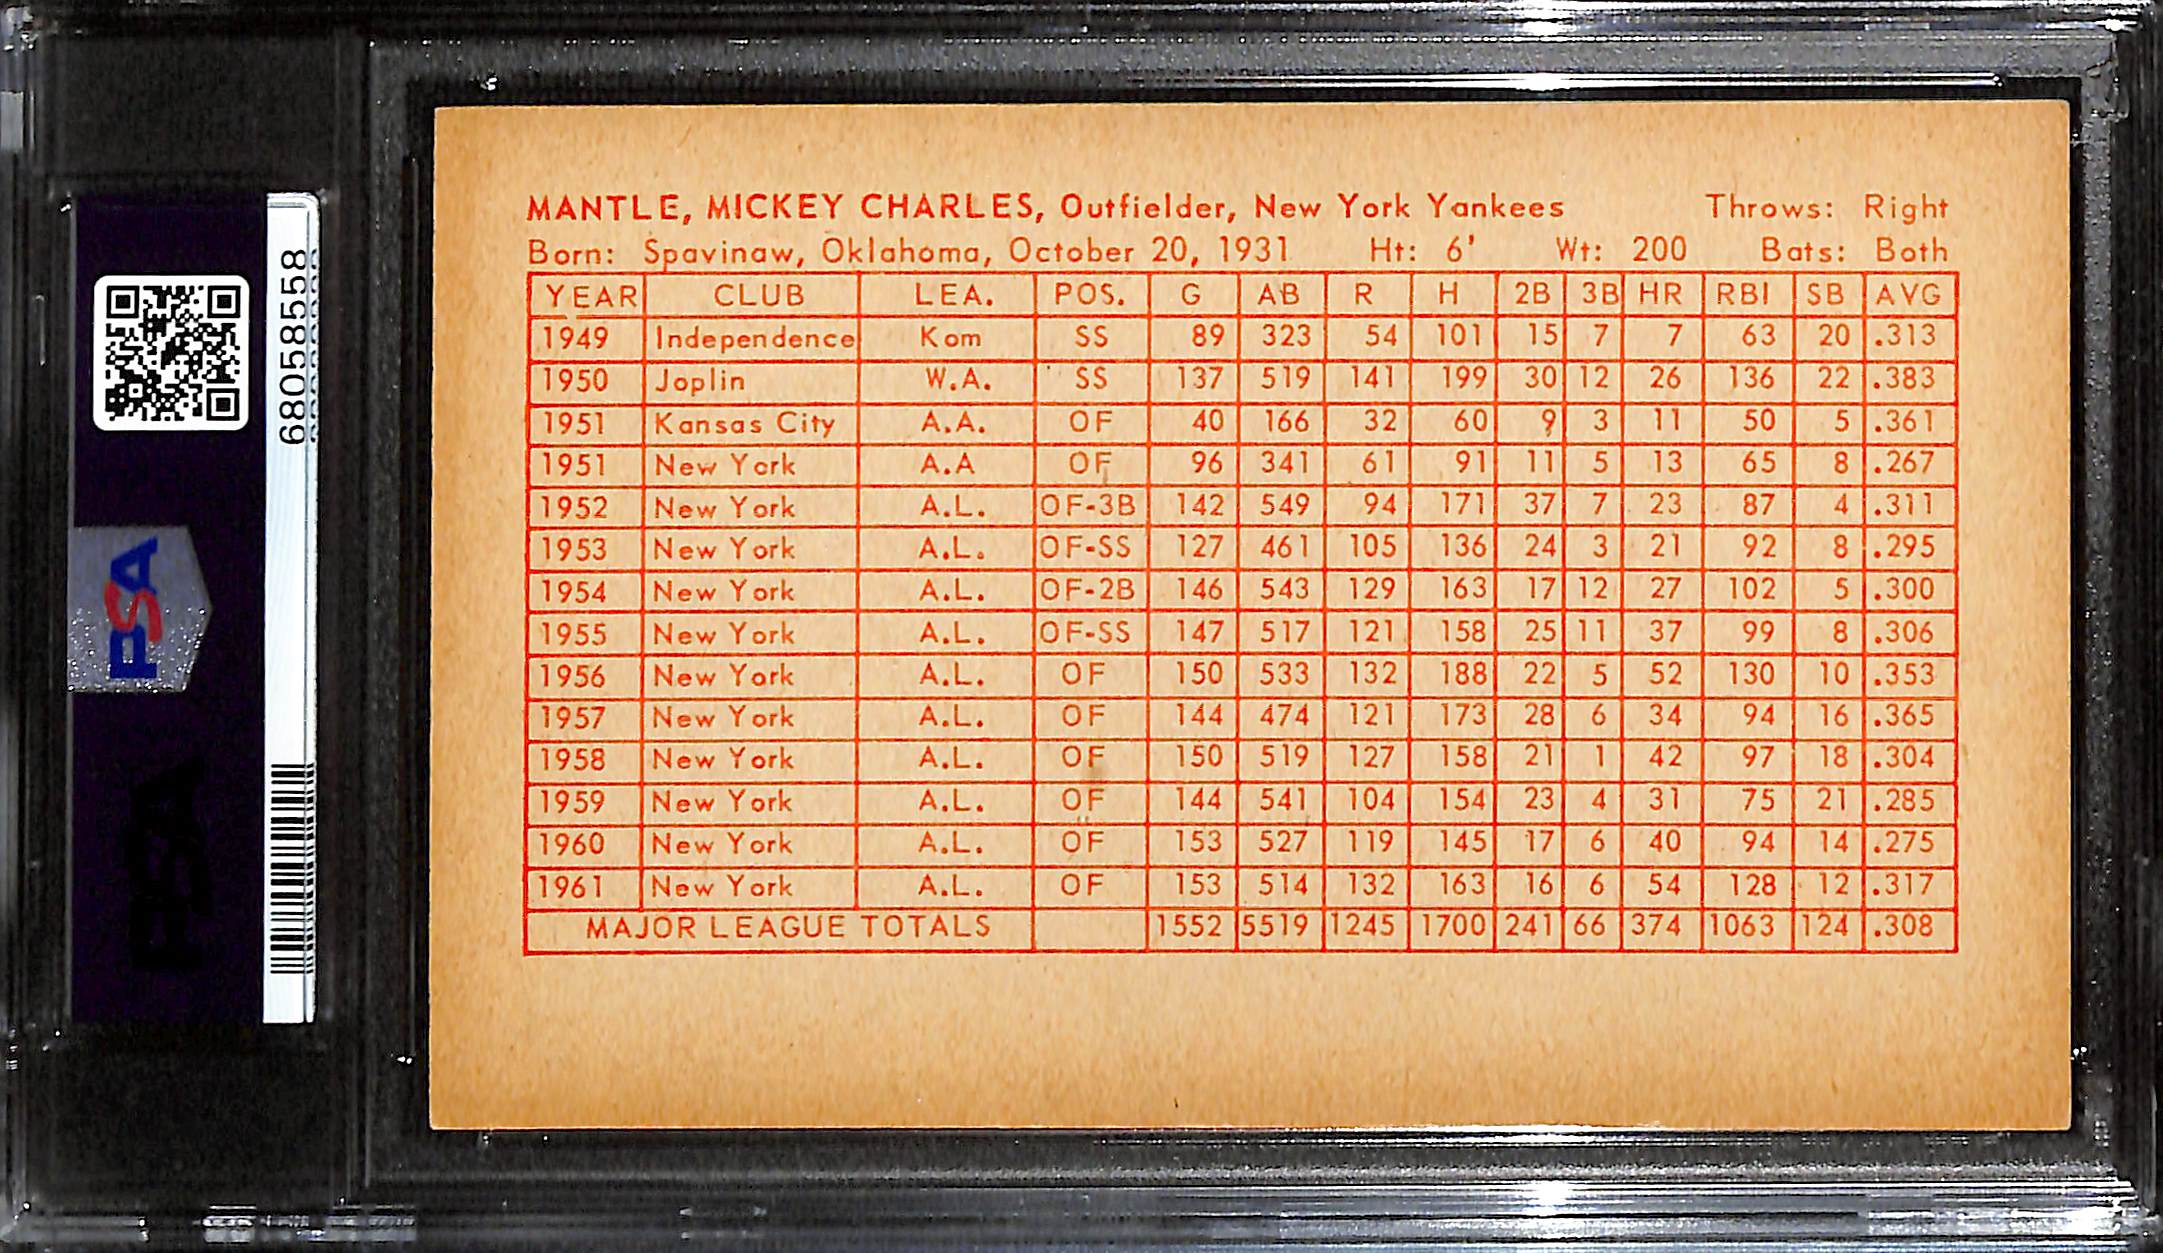 68058558
PSA
MANTLE, MICKEY CHARLES, Outfielder, New York Yankees Throws: Right
Born: Spavinaw, Oklahoma, October 20, 1931 Ht: 6' Wt: 200 Bats: Both
YEAR CLUB LEA. POS. G AB R H 2B 3B HR RBI SB AVG
1949 Independence Kom SS 89 323 54 101 15 7 7 63 20 .313
1950 Joplin W.A. SS 137 519 141 199 30 12 26 136 22 .383
1951 Kansas City A.A. OF 40 166 32 60 9 3 11 50 5 .361
1951 New York A.A OF 96 341 61 91 11 5 13 65 8 .267
1952 New York A.L. OF-3B 142 549 94 171 37 7 23 87 4 .311
1953 New York A.L. OF-SS 127 461 105 136 24 3 21 92 8 .295
1954 New York A.L. OF-2B 146 543 129 163 17 12 27 102 5 .300
1955 New York A.L. OF-SS 147 517 121 158 25 11 37 99 8 .306
1956 New York A.L. OF 150 533 132 188 22 5 52 130 10 .353
1957 New York A.L. OF 144 474 121 173 28 6 34 94 16 .365
1958 New York A.L. OF 150 519 127 158 21 1 42 97 18 .304
1959 New York A.L. OF 144 541 104 154 23 4 31 75 21 .285
1960 New York A.L. OF 153 527 119 145 17 6 40 94 14 .275
1961 New York A.L. OF 153 514 132 163 16 6 54 128 12 .317
MAJOR LEAGUE TOTALS 1552 5519 1245 1700 241 66 374 1063 124 .308